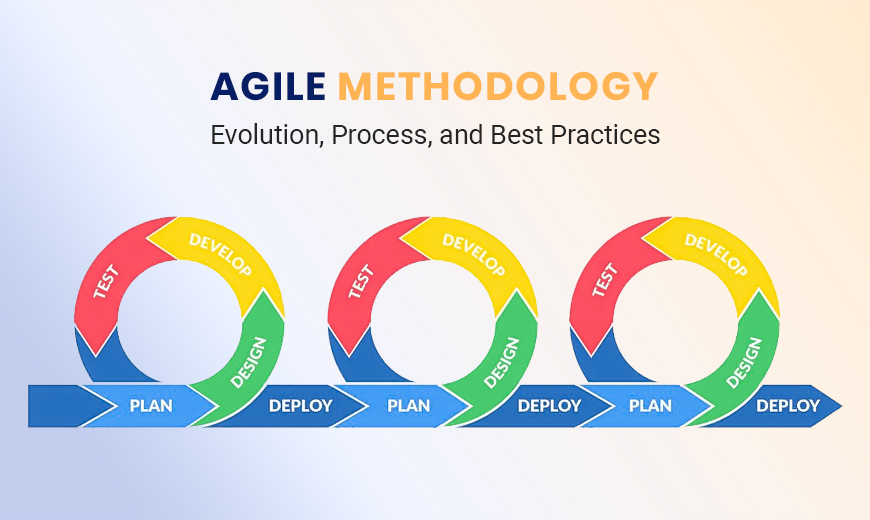 AGILE METHODOLOGY
Evolution, Process, and Best Practices
TEST
DEVELOP
DESIGN
PLAN
DEPLOY
TEST
DEVELOP
DESIGN
PLAN
DEPLOY
TEST
DEVELOP
DESIGN
PLAN
DEPLOY